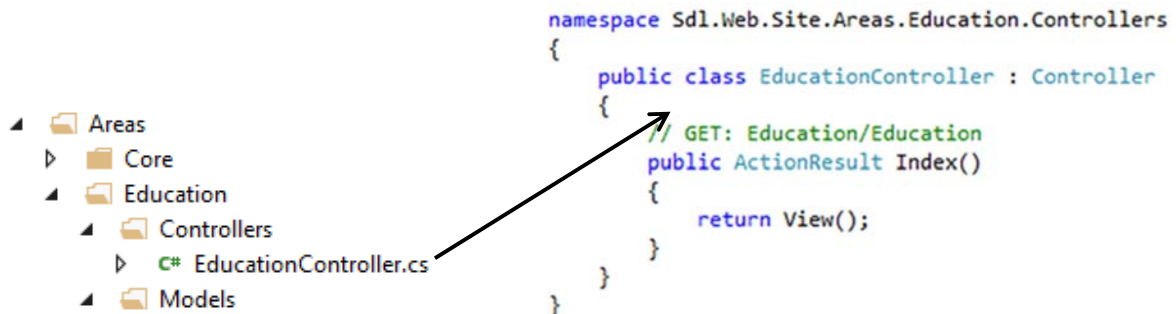 Areas
Core
Education
Controllers
C# EducationController.cs
Models
namespace Sdl.Web.Site.Areas.Education.Controllers
{
    public class EducationController : Controller
    {
        // GET: Education/Education
        public ActionResult Index()
        {
            return View();
        }
    }
}